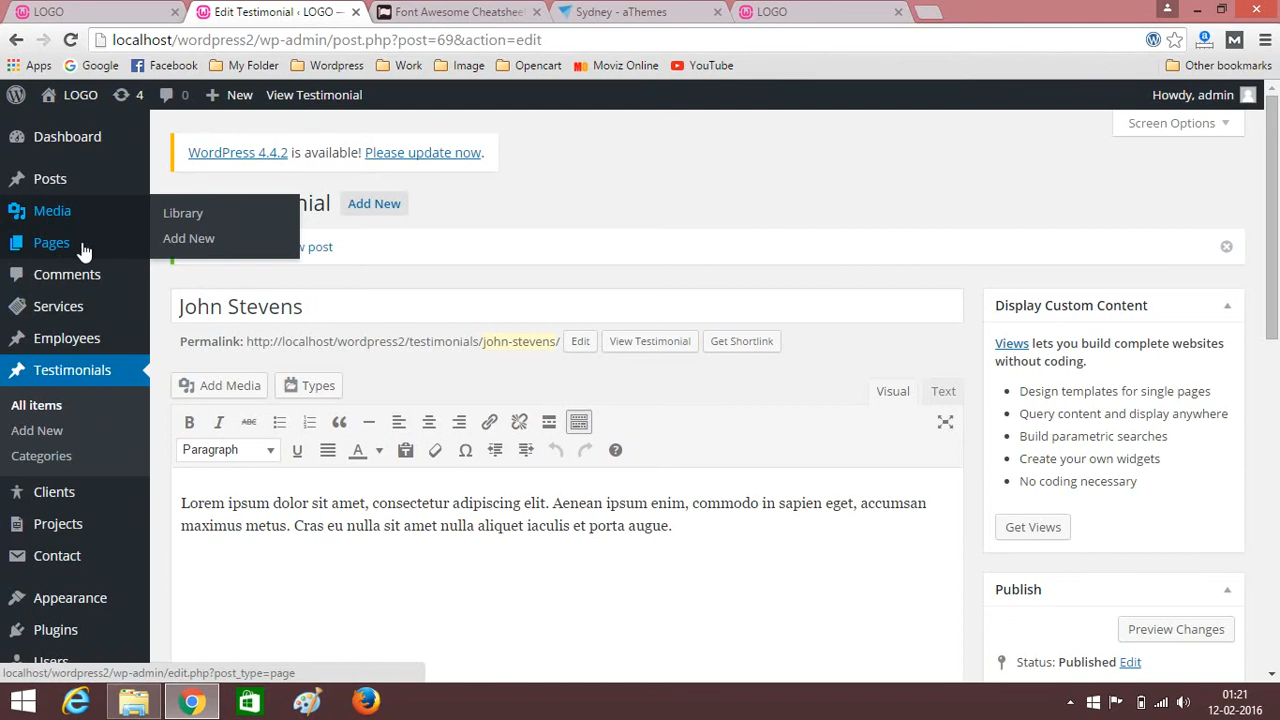 LOGO
Edit Testimonial ‹ LOGO —
Font Awesome Cheatsheet
Sydney - aThemes
LOGO
localhost/wordpress2/wp-admin/post.php?post=69&action=edit
Apps Google Facebook My Folder Wordpress Work Image Opencart Moviz Online YouTube Other bookmarks
LOGO 4 0 New View Testimonial Howdy, admin
Screen Options
Dashboard
Posts
Media
Pages
Comments
Services
Employees
Testimonials
All items
Add New
Categories
Clients
Projects
Contact
Appearance
Plugins
Users
Library
Add New
WordPress 4.4.2 is available! Please update now.
nial Add New
w post
John Stevens
Permalink: http://localhost/wordpress2/testimonials/john-stevens/ Edit View Testimonial Get Shortlink
Add Media Types Visual Text
B I ABC
Paragraph U A Ω ?
Lorem ipsum dolor sit amet, consectetur adipiscing elit. Aenean ipsum enim, commodo in sapien eget, accumsan
maximus metus. Cras eu nulla sit amet nulla aliquet iaculis et porta augue.
Display Custom Content
Views lets you build complete websites
without coding.
Design templates for single pages
Query content and display anywhere
Build parametric searches
Create your own widgets
No coding necessary
Get Views
Publish
Preview Changes
Status: Published Edit
localhost/wordpress2/wp-admin/edit.php?post_type=page
01:21
12-02-2016